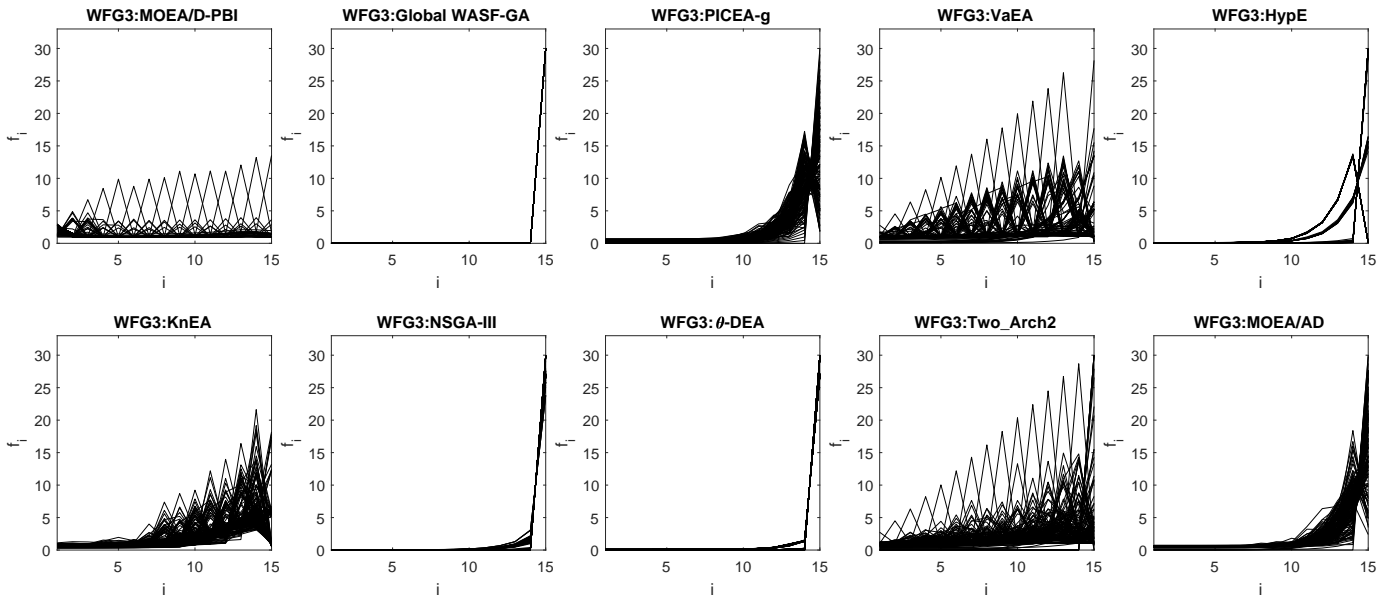 WFG3:MOEA/D-PBI WFG3:Global WASF-GA WFG3:PICEA-g WFG3:VaEA WFG3:HypE
30 30 30 30 30
25 25 25 25 25
20 20 20 20 20
f_i 15 f_i 15 f_i 15 f_i 15 f_i 15
10 10 10 10 10
5 5 5 5 5
0 0 0 0 0
5 10 15 5 10 15 5 10 15 5 10 15 5 10 15
i i i i i
WFG3:KnEA WFG3:NSGA-III WFG3:θ-DEA WFG3:Two_Arch2 WFG3:MOEA/AD
30 30 30 30 30
25 25 25 25 25
20 20 20 20 20
f_i 15 f_i 15 f_i 15 f_i 15 f_i 15
10 10 10 10 10
5 5 5 5 5
0 0 0 0 0
5 10 15 5 10 15 5 10 15 5 10 15 5 10 15
i i i i i